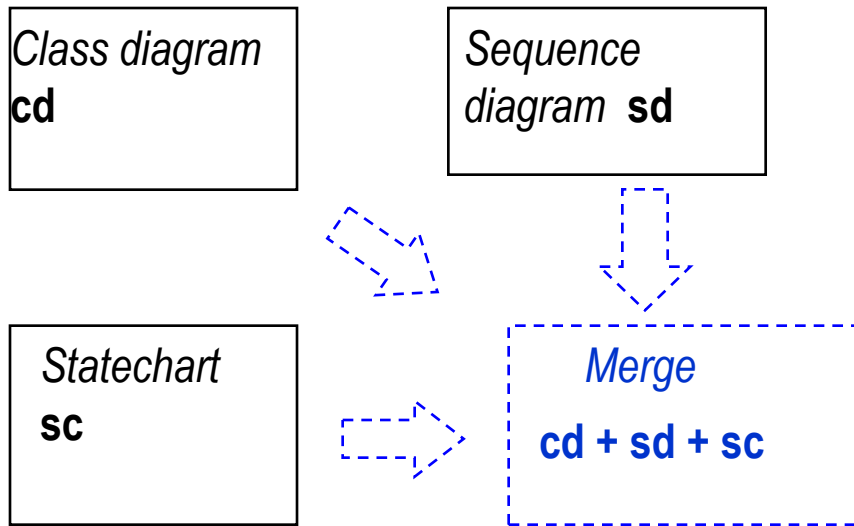 Class diagram
cd
Sequence
diagram sd
Statechart
sc
Merge
cd + sd + sc